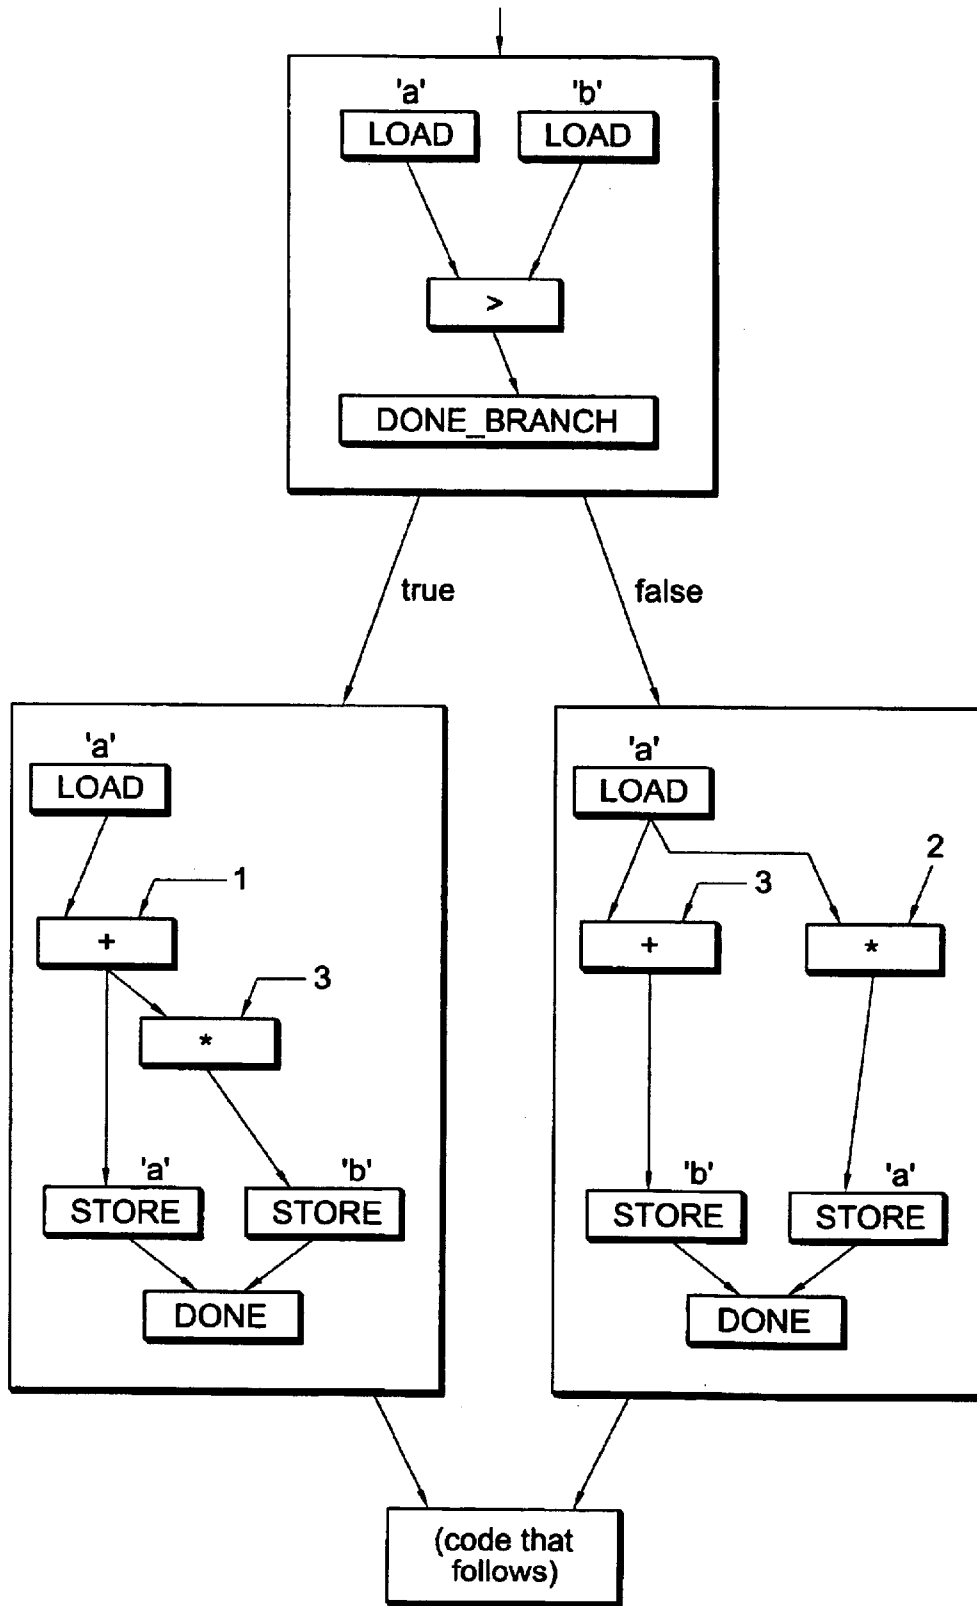 'a' 'b'
LOAD LOAD
>
DONE_BRANCH
true false
'a'
LOAD
1
+
3
*
'a' 'b'
STORE STORE
DONE
'a'
LOAD
2
3
+ *
'b' 'a'
STORE STORE
DONE
(code that
follows)